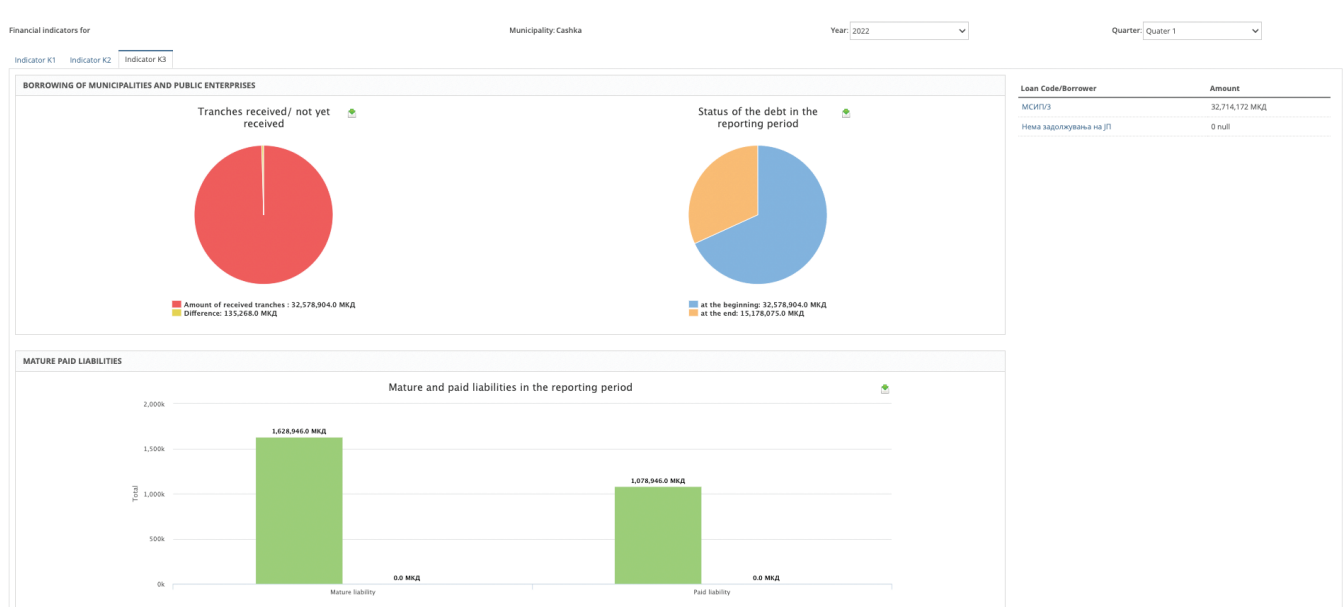 Financial indicators for
Municipality: Cashka
Year: 2022
Quarter: Quater 1
Indicator K1
Indicator K2
Indicator K3
BORROWING OF MUNICIPALITIES AND PUBLIC ENTERPRISES
Tranches received/ not yet
received
Amount of received tranches : 32,578,904.0 МКД
Difference: 135,268.0 МКД
Status of the debt in the
reporting period
at the beginning: 32,578,904.0 МКД
at the end: 15,178,075.0 МКД
Loan Code/Borrower Amount
МСИП/3 32,714,172 МКД
Нема задолжувања на ЈП 0 null
MATURE PAID LIABILITIES
Mature and paid liabilities in the reporting period
2,000k
1,500k
1,000k
500k
0k
Total
1,628,946.0 МКД
0.0 МКД
1,078,946.0 МКД
0.0 МКД
Mature liability
Paid liability